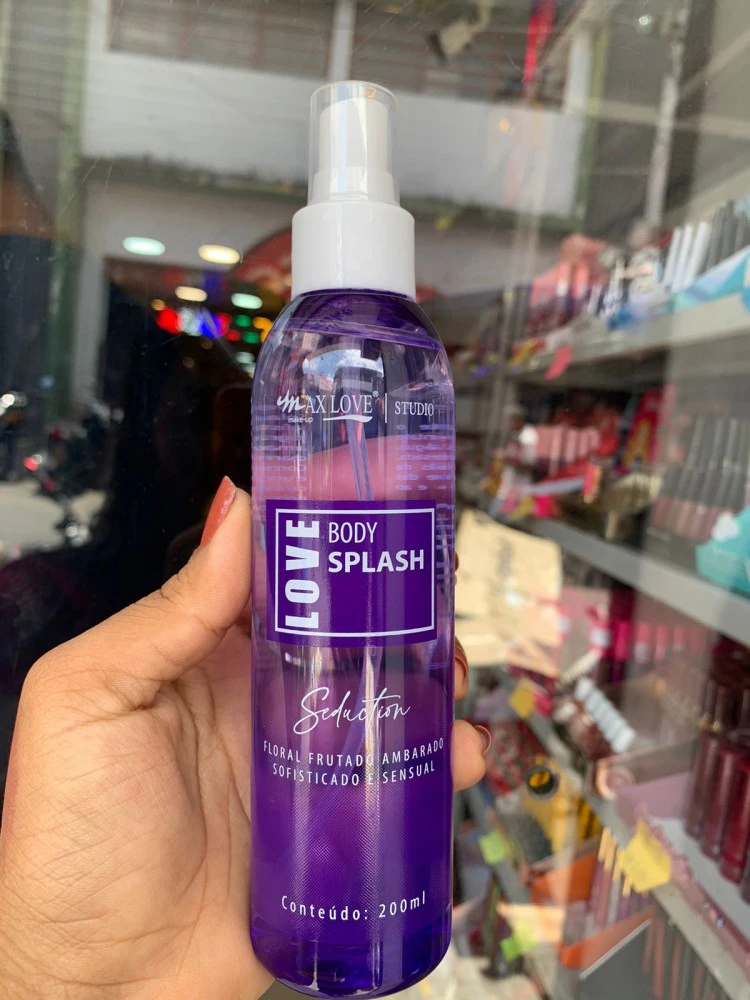 MAX LOVE® | STUDIO
make-up
LOVE
BODY
SPLASH
Seduction
FLORAL FRUTADO AMBARADO
SOFISTICADO E SENSUAL
Conteúdo: 200ml